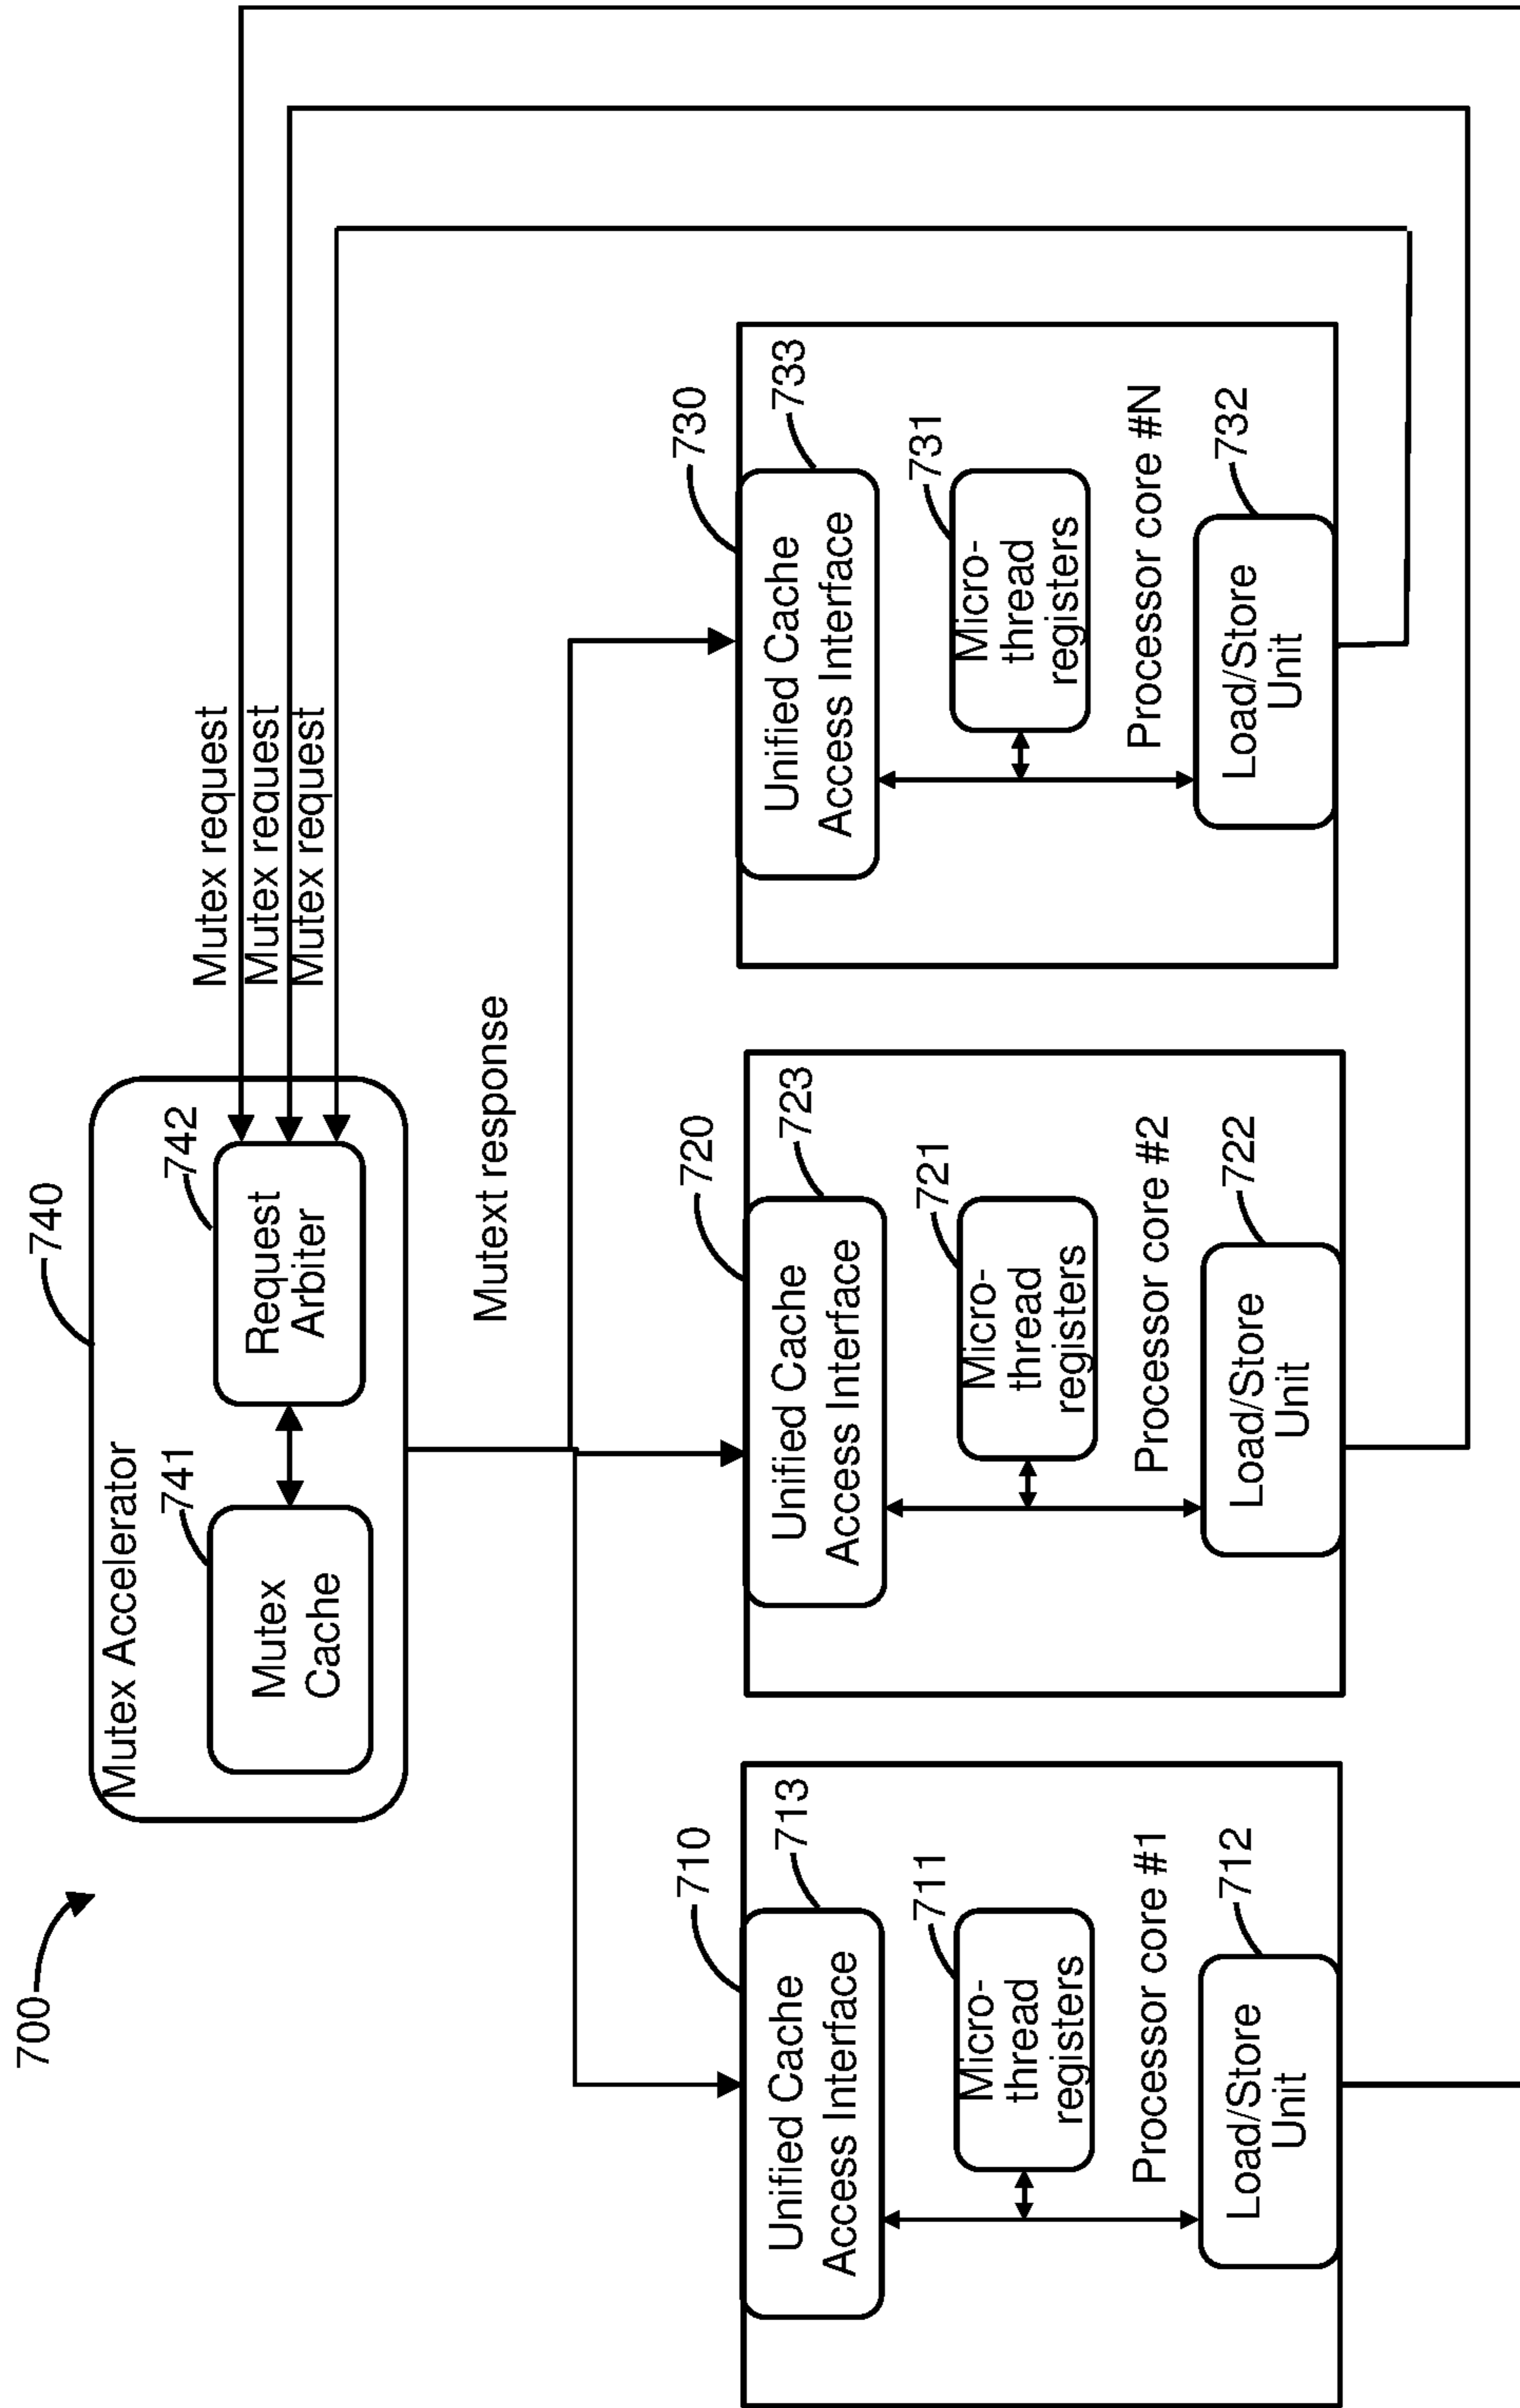 700
740
Mutex Accelerator
741
742
Mutex
Cache
Request
Arbiter
Mutex request
Mutex request
Mutex request
Mutext response
710
713
Unified Cache
Access Interface
711
Micro-
thread
registers
Processor core #1
712
Load/Store
Unit
720
723
Unified Cache
Access Interface
721
Micro-
thread
registers
Processor core #2
722
Load/Store
Unit
730
733
Unified Cache
Access Interface
731
Micro-
thread
registers
Processor core #N
732
Load/Store
Unit